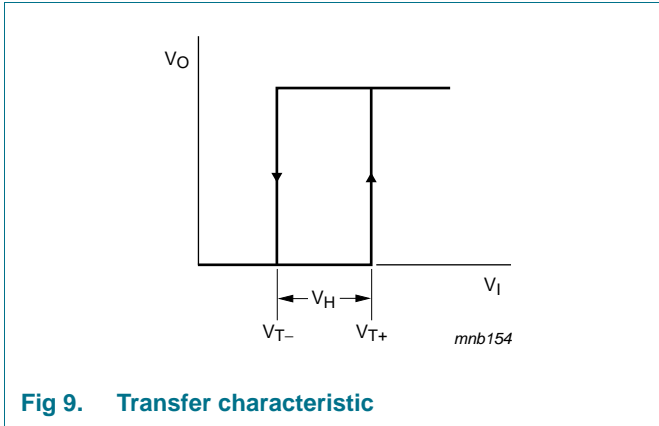 VO
VI
VH
VT−
VT+
mnb154
Fig 9. Transfer characteristic